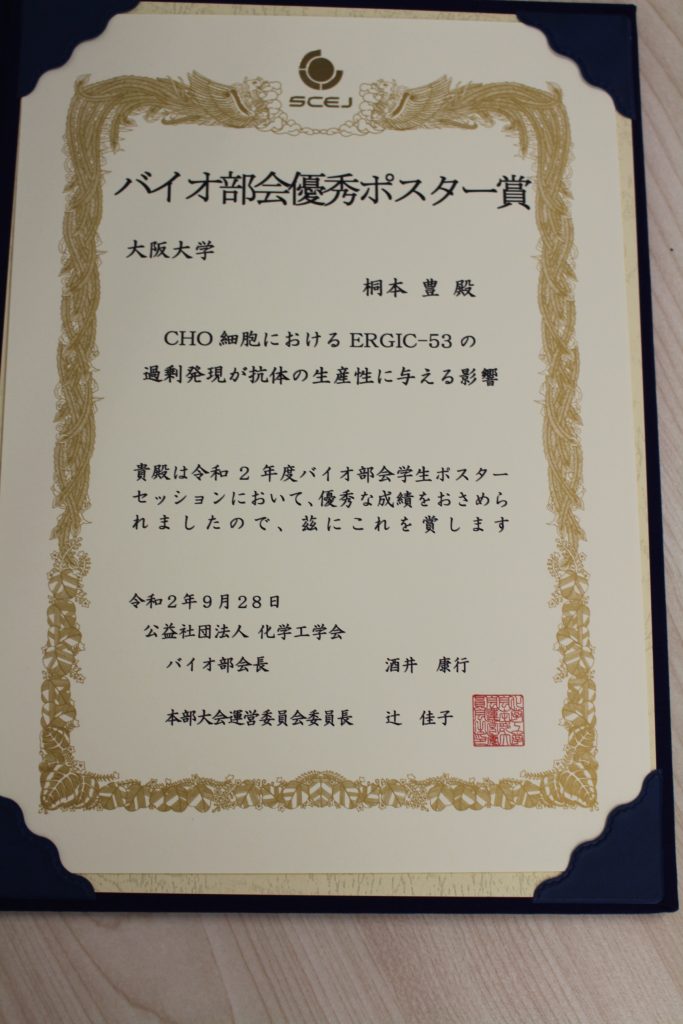 SCEJ
バイオ部会優秀ポスター賞
大阪大学
桐本 豊 殿
CHO 細胞における ERGIC-53 の
過剰発現が抗体の生産性に与える影響
貴殿は令和 2 年度バイオ部会学生ポスター
セッションにおいて、優秀な成績をおさめら
れましたので、茲にこれを賞します
令和2年9月28日
公益社団法人 化学工学会
バイオ部会長 酒井 康行
本部大会運営委員会委員長 辻 佳子